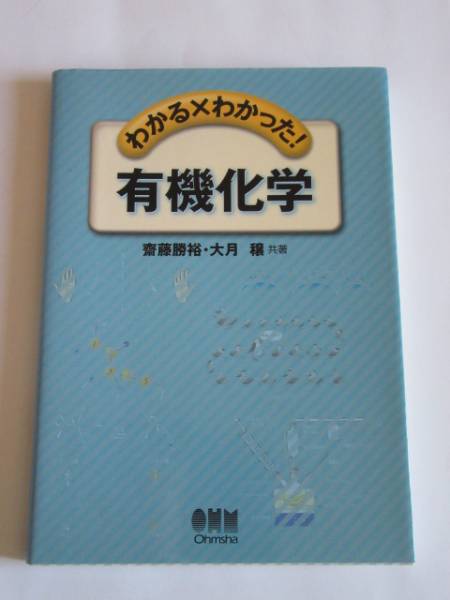 わかる×わかった!
有機化学
齋藤勝裕・大月 穣 共著
OHM
Ohmsha